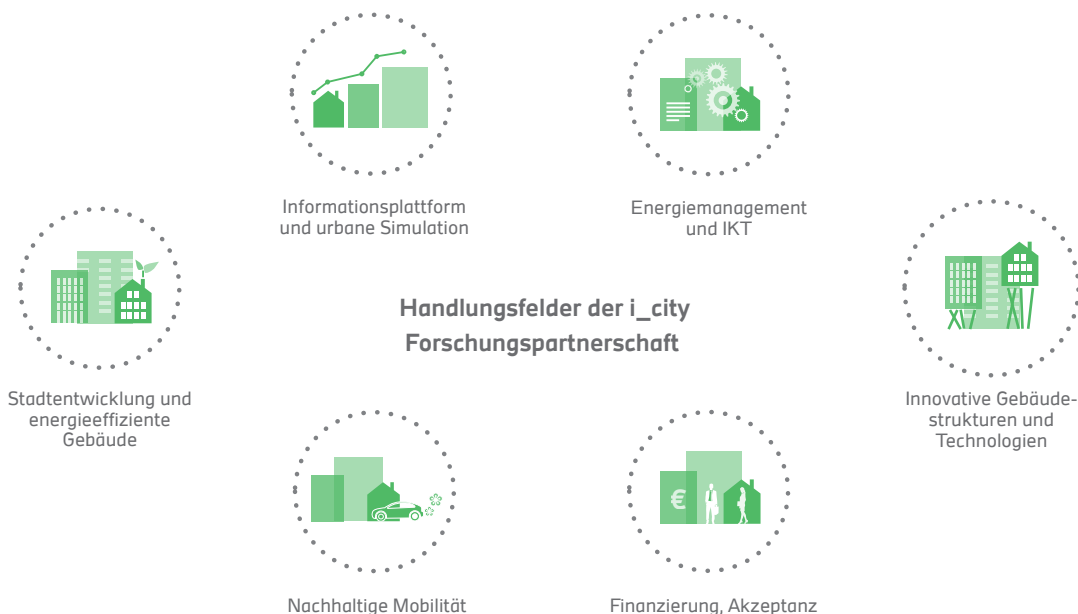 Informationsplattform
und urbane Simulation
Energiemanagement
und IKT
Handlungsfelder der i_city
Forschungspartnerschaft
Stadtentwicklung und
energieeffiziente
Gebäude
Innovative Gebäude-
strukturen und
Technologien
€
Nachhaltige Mobilität
Finanzierung, Akzeptanz